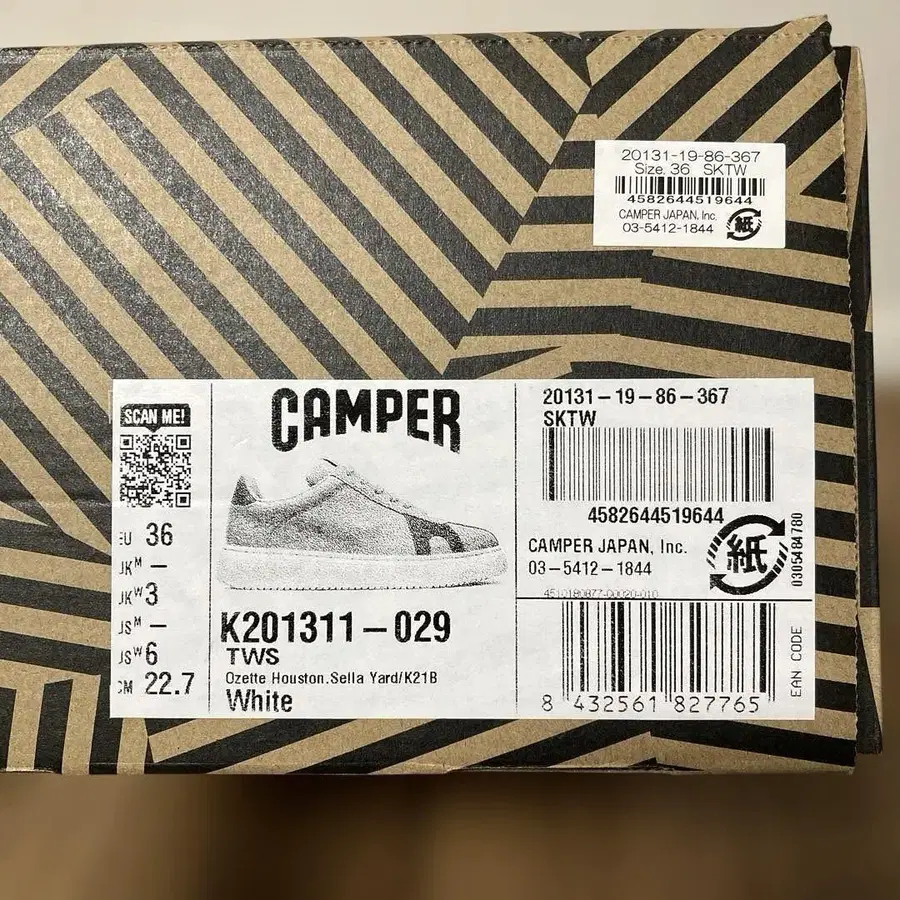 20131-19-86-367
Size. 36 SKTW
4582644519644
CAMPER JAPAN, Inc.
03-5412-1844
紙
SCAN ME!
EU 36
UK M —
UK W 3
US M —
US W 6
CM 22.7
CAMPER
K201311-029
TWS
Ozette Houston.Sella Yard/K21B
White
20131-19-86-367
SKTW
4582644519644
CAMPER JAPAN, Inc.
03-5412-1844
紙
0305484780
4510180877-00020-010
8 432561 827765
EAN CODE